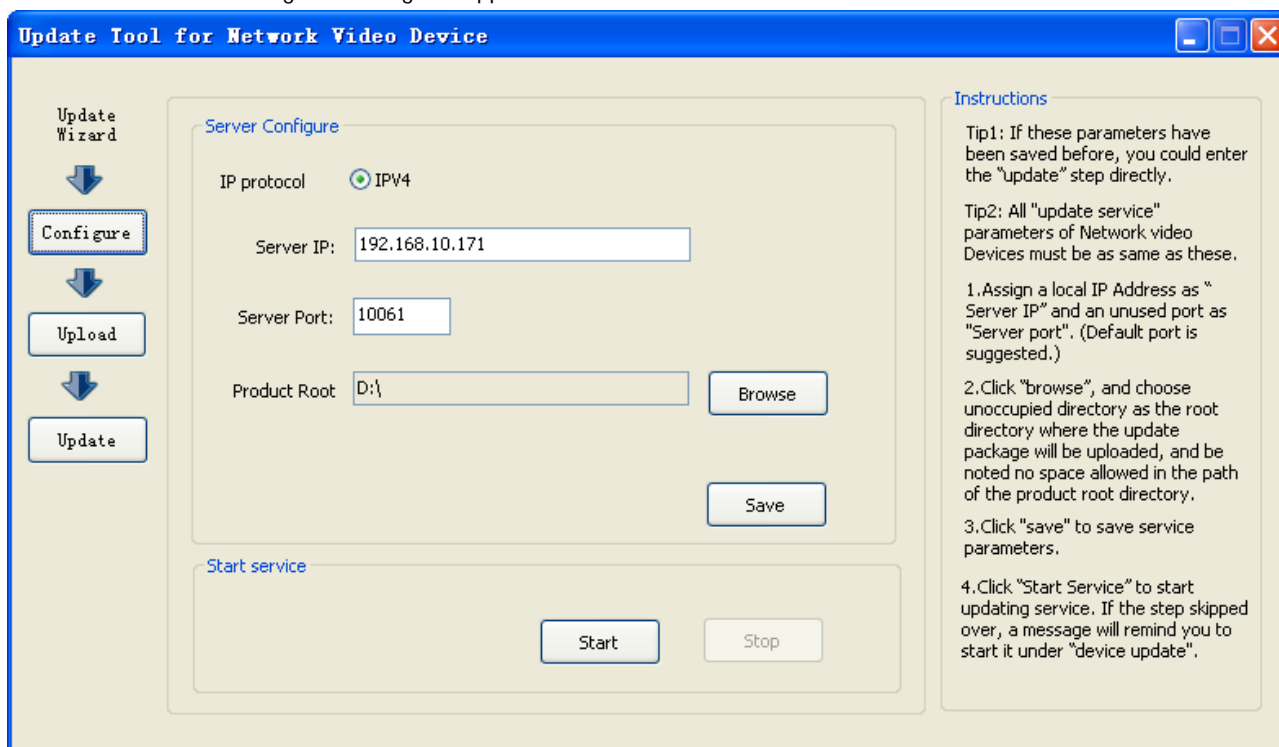 Update Tool for Network Video Device
Update
Wizard
Configure
Upload
Update
Server Configure
IP protocol
IPV4
Server IP:
192.168.10.171
Server Port:
10061
Product Root
D:\
Browse
Save
Start service
Start
Stop
Instructions
Tip1: If these parameters have
been saved before, you could enter
the "update" step directly.
Tip2: All "update service"
parameters of Network video
Devices must be as same as these.
1.Assign a local IP Address as "
Server IP" and an unused port as
"Server port". (Default port is
suggested.)
2.Click "browse", and choose
unoccupied directory as the root
directory where the update
package will be uploaded, and be
noted no space allowed in the path
of the product root directory.
3.Click "save" to save service
parameters.
4.Click "Start Service" to start
updating service. If the step skipped
over, a message will remind you to
start it under "device update".